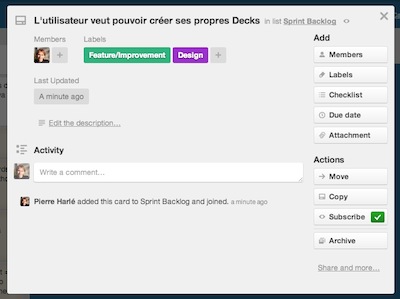 L'utilisateur veut pouvoir créer ses propres Decks in list Sprint Backlog
Members Labels
Feature/Improvement Design
Last Updated
A minute ago
Edit the description…
Activity
Write a comment…
Pierre Harlé added this card to Sprint Backlog and joined. a minute ago
Add
Members
Labels
Checklist
Due date
Attachment
Actions
Move
Copy
Subscribe
Archive
Share and more…